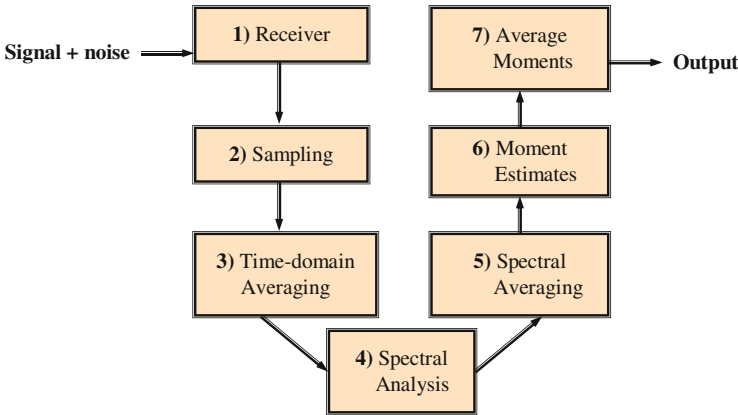 Signal + noise
1) Receiver
2) Sampling
3) Time-domain
Averaging
4) Spectral
Analysis
5) Spectral
Averaging
6) Moment
Estimates
7) Average
Moments
Output